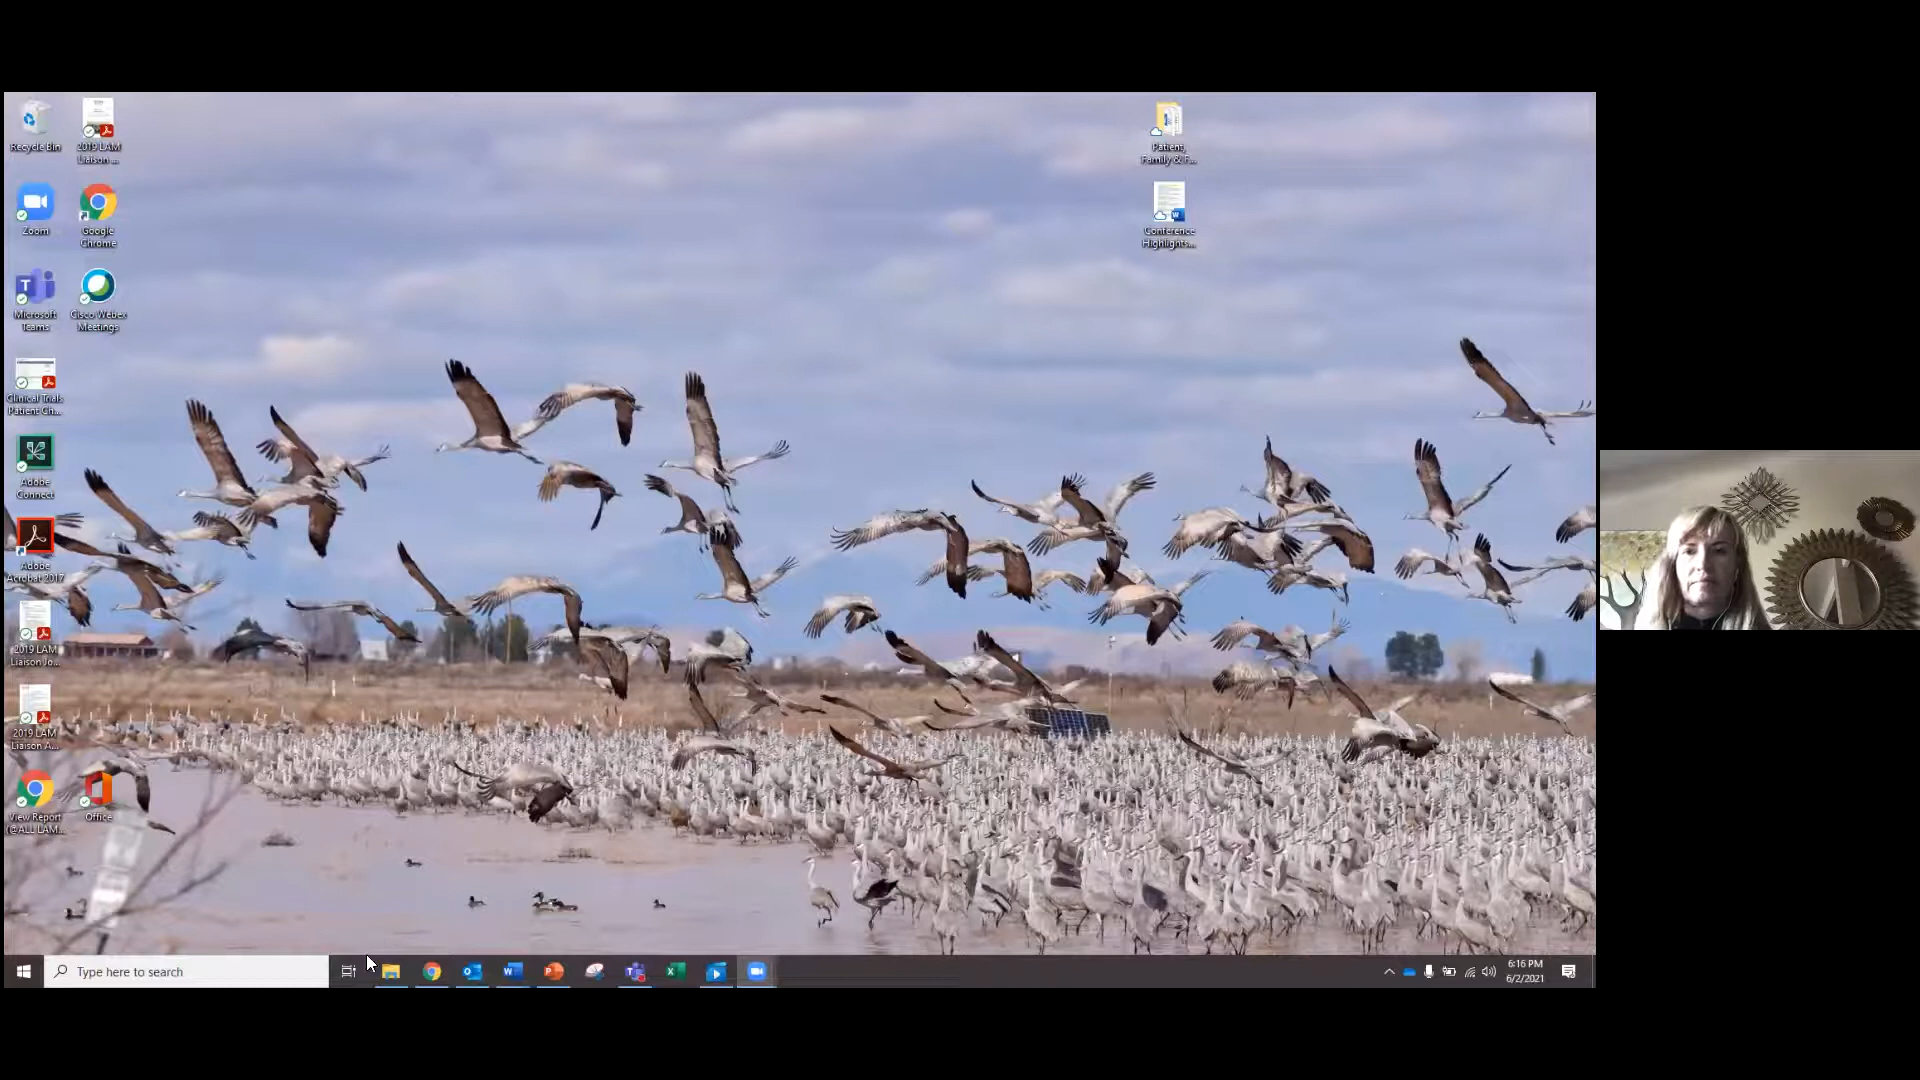 Recycle Bin
2019 LAM
Liaison ...
Zoom
Google
Chrome
Microsoft
Teams
Cisco Webex
Meetings
Clinical Trials
Patient Ch...
Adobe
Connect
Adobe
Acrobat 2017
2019 LAM
Liaison Jo...
2019 LAM
Liaison A...
View Report
(@ALL LAM...
Office
Patient,
Family & F...
Conference
Highlights...
Type here to search
6:16 PM
6/2/2021